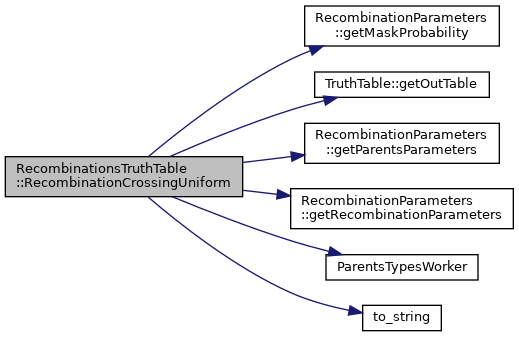 RecombinationParameters
::getMaskProbability
TruthTable::getOutTable
RecombinationParameters
::getParentsParameters
RecombinationsTruthTable
::RecombinationCrossingUniform
RecombinationParameters
::getRecombinationParameters
ParentsTypesWorker
to_string